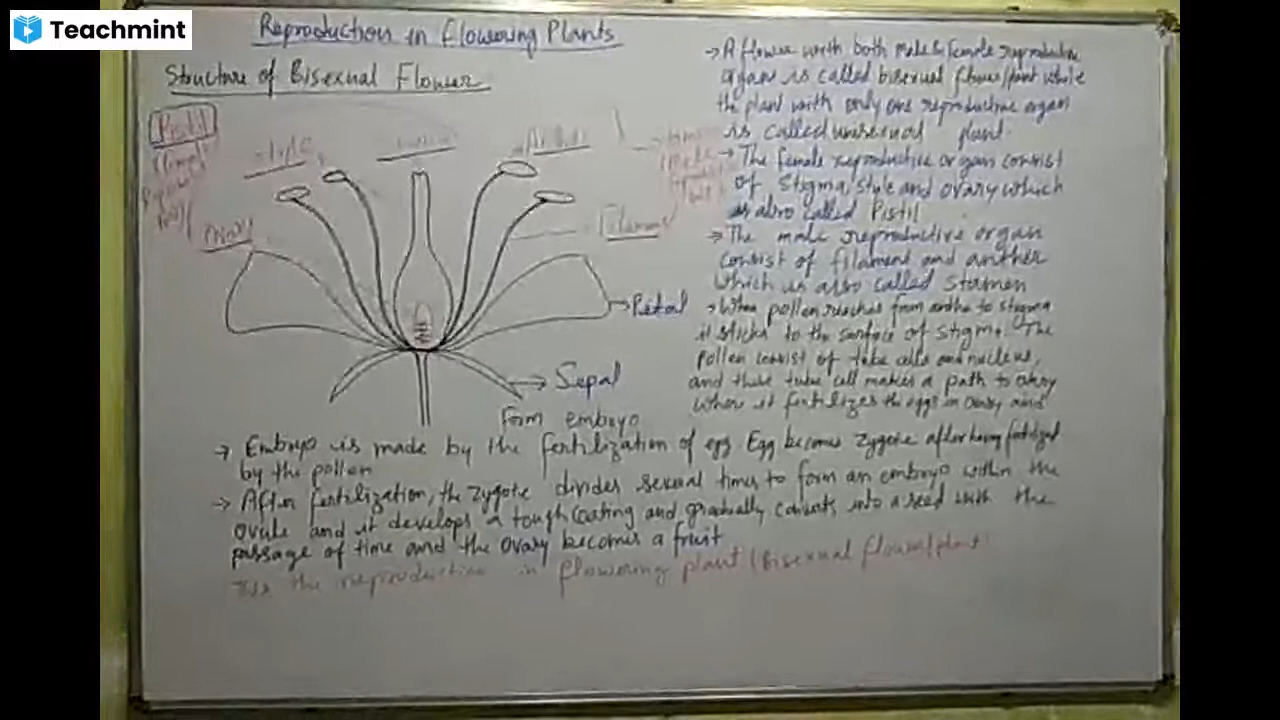 Teachmint
Reproduction in Flowering Plants
Structure of Bisexual Flower
Pistil
Style
Ovary
Filament
→ Petal
→ Sepal
→ A flower with both male & female reproductive
organ is called bisexual flower/plant while
the plant with only one reproductive organ
is called unisexual plant.
→ The female reproductive organ consist
of Stigma, style and ovary which
is also called Pistil
→ The male reproductive organ
consist of filament and anther
which is also called Stamen
→ When pollen reaches from anthe to stigma
it sticks to the surface of stigma. The
pollen consist of tube cells and nucleus,
and these tube cell makes a path to ovary
where it fertilizes the eggs in ovary and
form embryo
→ Embryo is made by the fertilization of egg. Egg becomes zygote after having fertilized
by the pollen
→ After fertilization, the zygote divides several times to form an embryo within the
Ovule and it develops a tough coating and gradually converts into a seed with the
passage of time and the ovary becomes a fruit
the reproduction in flowering plant (Bisexual flower/plant)